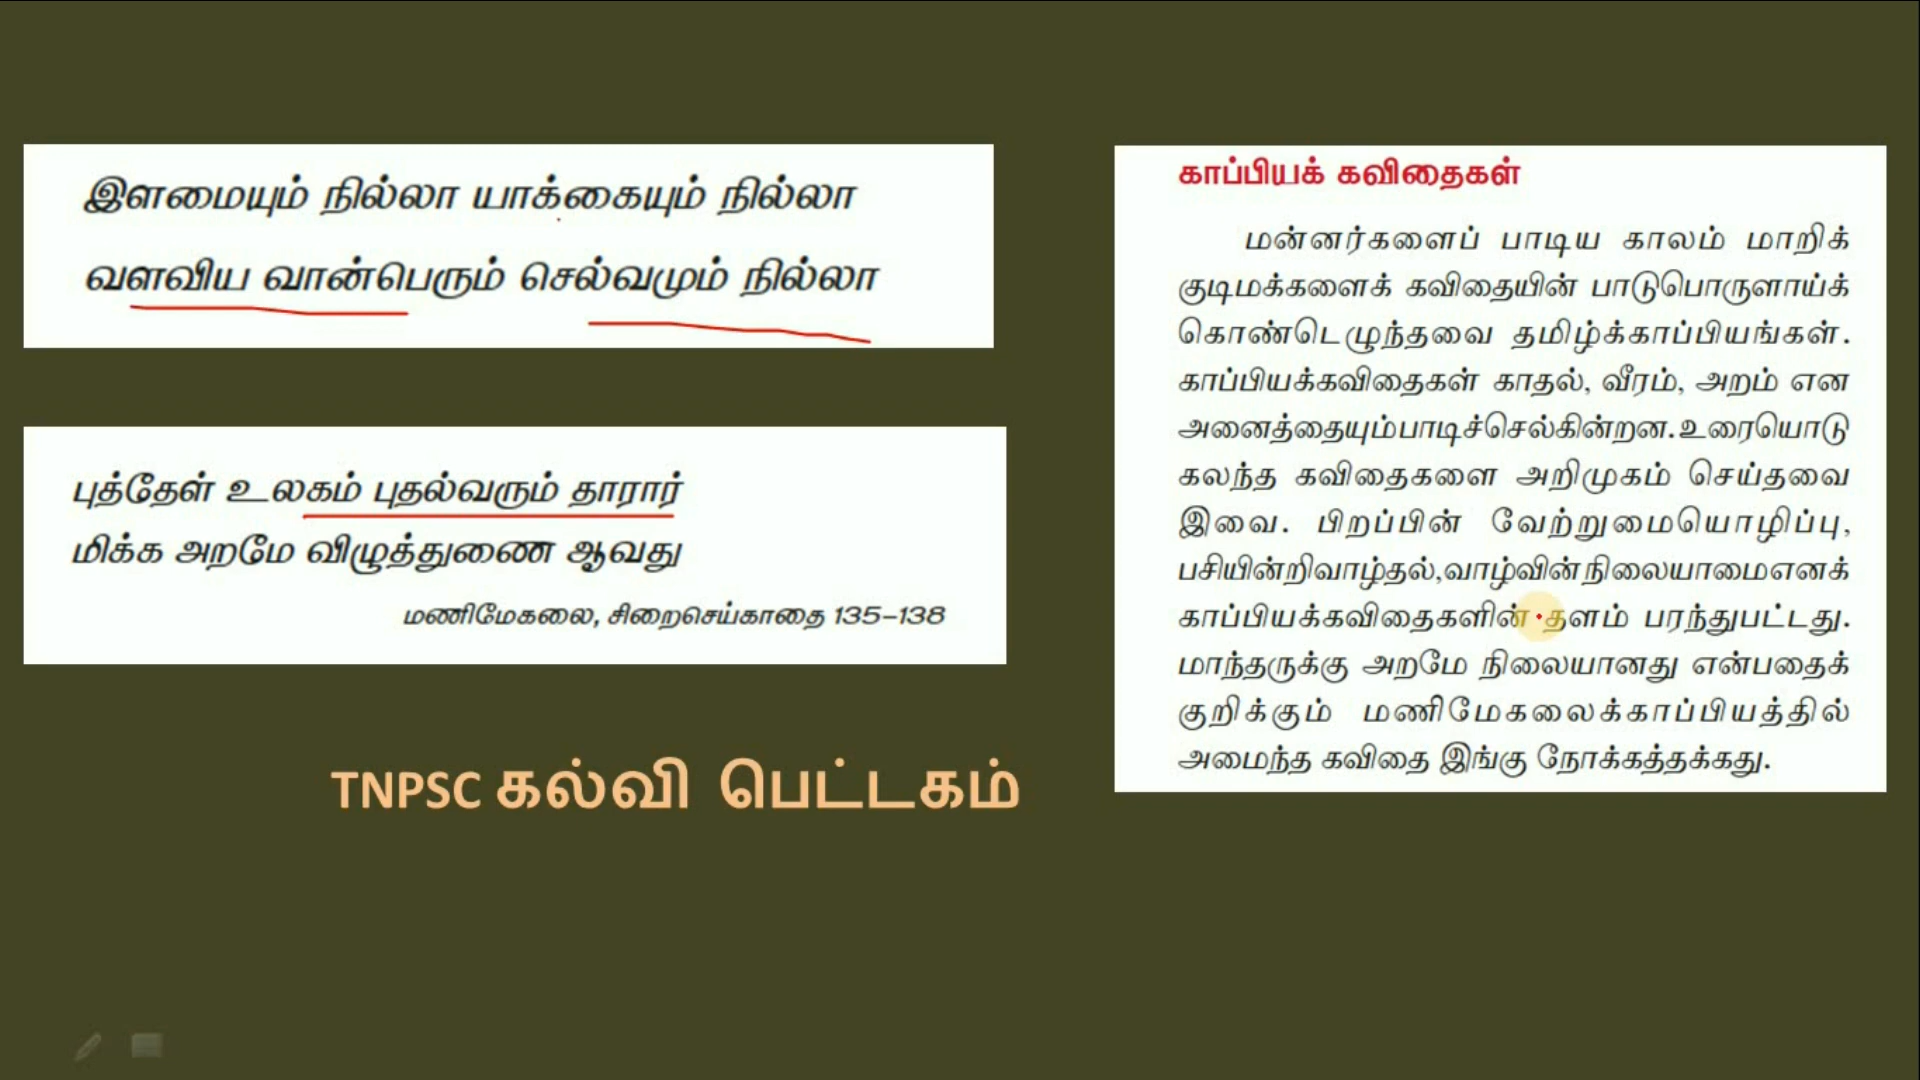 இளமையும் நில்லா யாக்கையும் நில்லா
வளவிய வான்பெரும் செல்வமும் நில்லா
புத்தேள் உலகம் புதல்வரும் தாரார்
மிக்க அறமே விழுத்துணை ஆவது
மணிமேகலை, சிறைசெய்காதை 135–138
TNPSC கல்வி பெட்டகம்
காப்பியக் கவிதைகள்
மன்னர்களைப் பாடிய காலம் மாறிக்
குடிமக்களைக் கவிதையின் பாடுபொருளாய்க்
கொண்டெழுந்தவை தமிழ்க்காப்பியங்கள்.
காப்பியக்கவிதைகள் காதல், வீரம், அறம் என
அனைத்தையும்பாடிச்செல்கின்றன.உரையொடு
கலந்த கவிதைகளை அறிமுகம் செய்தவை
இவை. பிறப்பின் வேற்றுமையொழிப்பு,
பசியின்றிவாழ்தல்,வாழ்வின்நிலையாமைஎனக்
காப்பியக்கவிதைகளின் தளம் பரந்துபட்டது.
மாந்தருக்கு அறமே நிலையானது என்பதைக்
குறிக்கும் மணிமேகலைக்காப்பியத்தில்
அமைந்த கவிதை இங்கு நோக்கத்தக்கது.